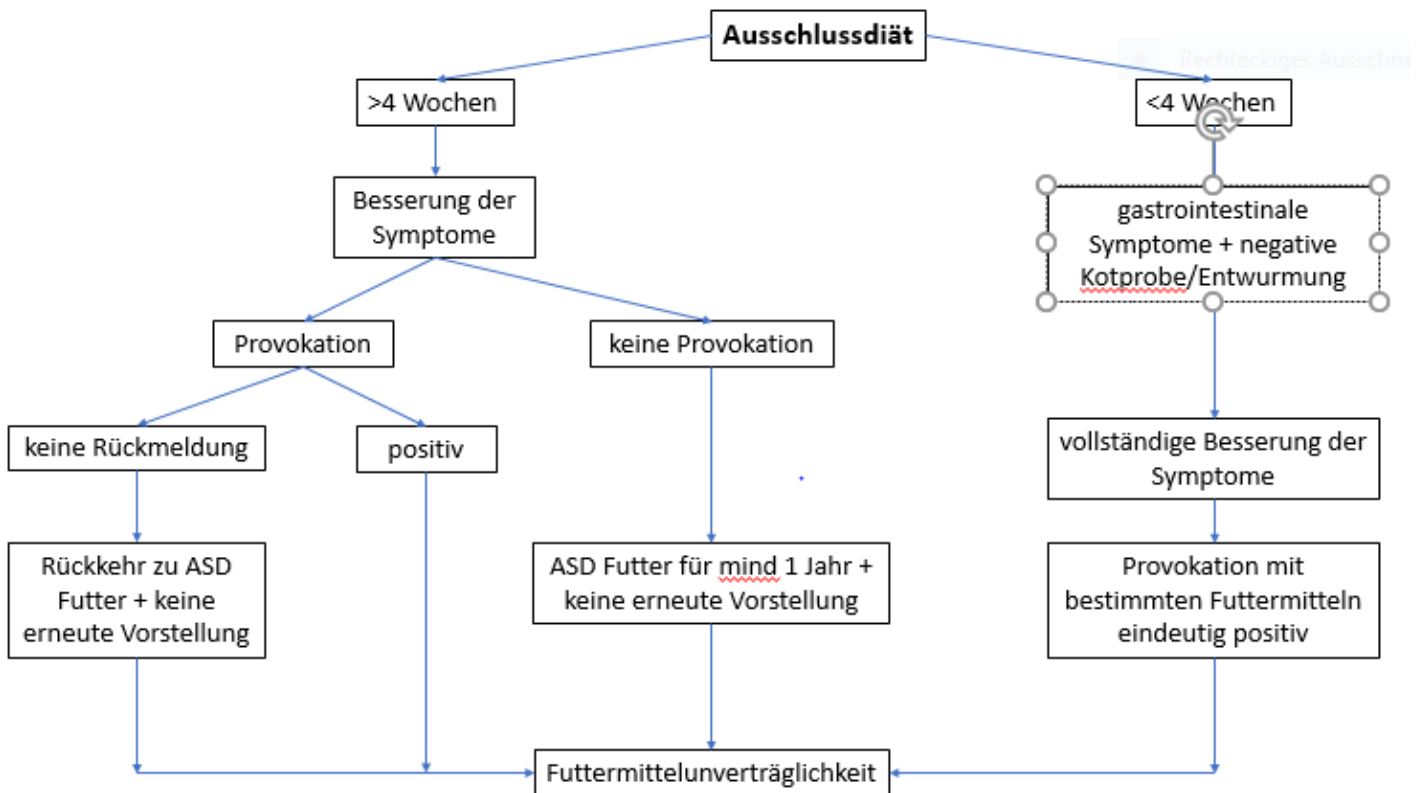 Ausschlussdiät
Rechteckiges Ausschne
>4 Wochen
<4 Wochen
Besserung der
Symptome
gastrointestinale
Symptome + negative
Kotprobe/Entwurmung
Provokation
keine Provokation
keine Rückmeldung
positiv
vollständige Besserung der
Symptome
Rückkehr zu ASD
Futter + keine
erneute Vorstellung
ASD Futter für mind 1 Jahr +
keine erneute Vorstellung
Provokation mit
bestimmten Futtermitteln
eindeutig positiv
Futtermittelunverträglichkeit